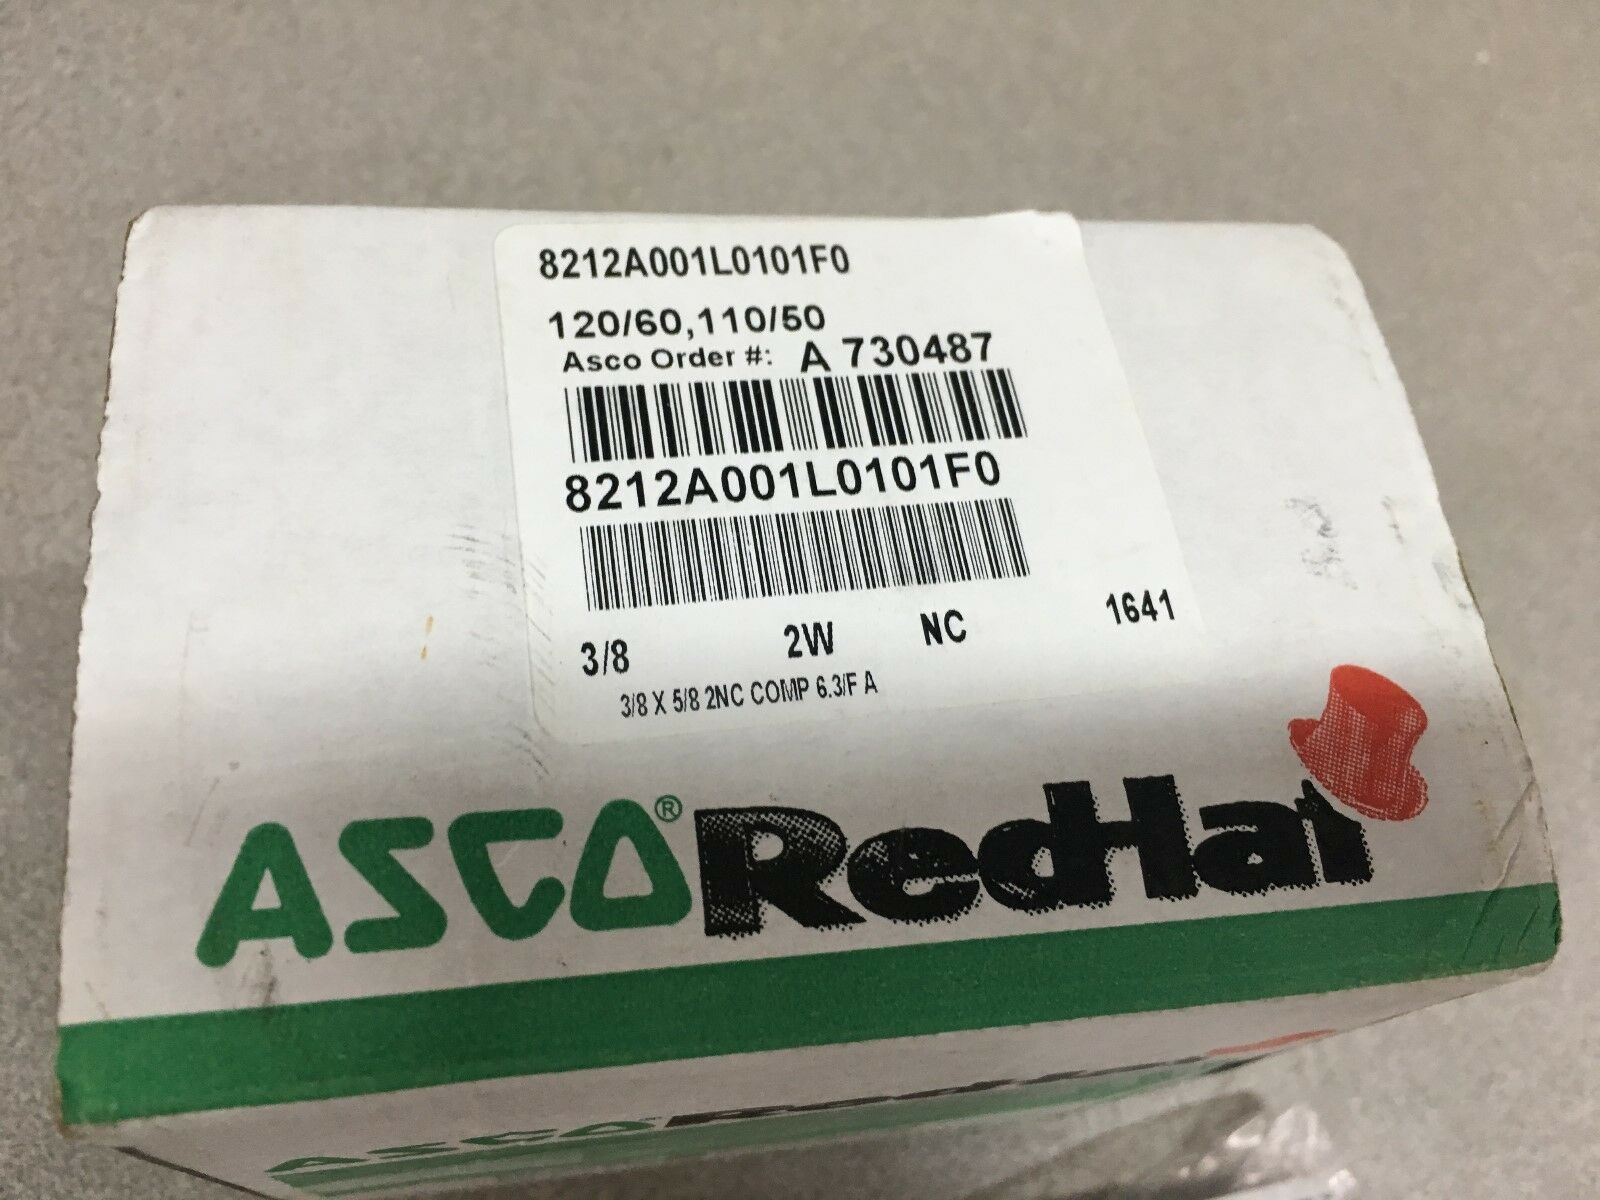 8212A001L0101F0
120/60,110/50
Asco Order #: A 730487
8212A001L0101F0
3/8 2W NC 1641
3/8 X 5/8 2NC COMP 6.3/F A
ASCO® RedHat
ASCO